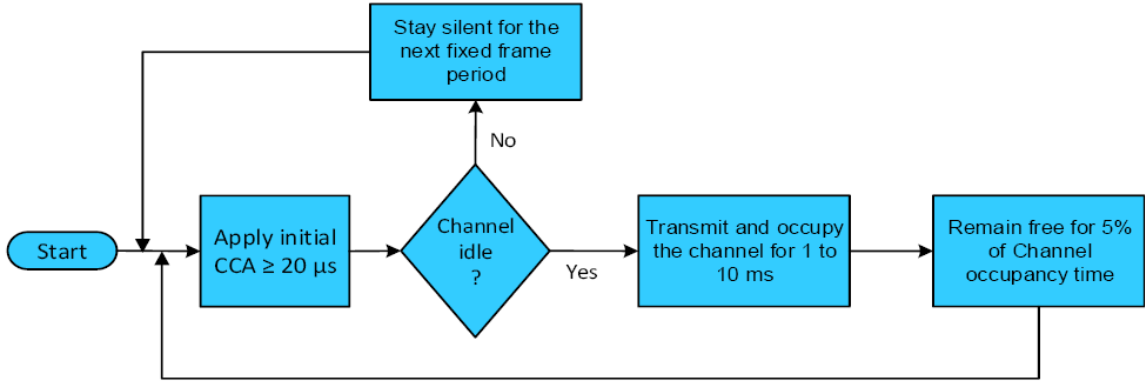 Stay silent for the
next fixed frame
period
No
Start
Apply initial
CCA ≥ 20 µs
Channel
idle
?
Yes
Transmit and occupy
the channel for 1 to
10 ms
Remain free for 5%
of Channel
occupancy time